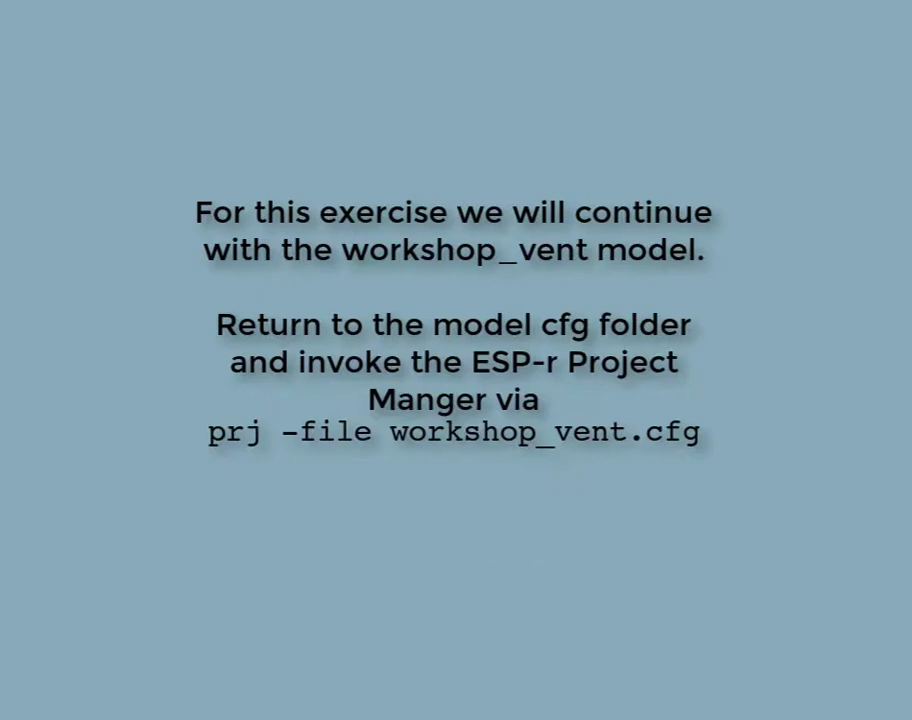 For this exercise we will continue
with the workshop_vent model.
Return to the model cfg folder
and invoke the ESP-r Project
Manger via
prj -file workshop_vent.cfg